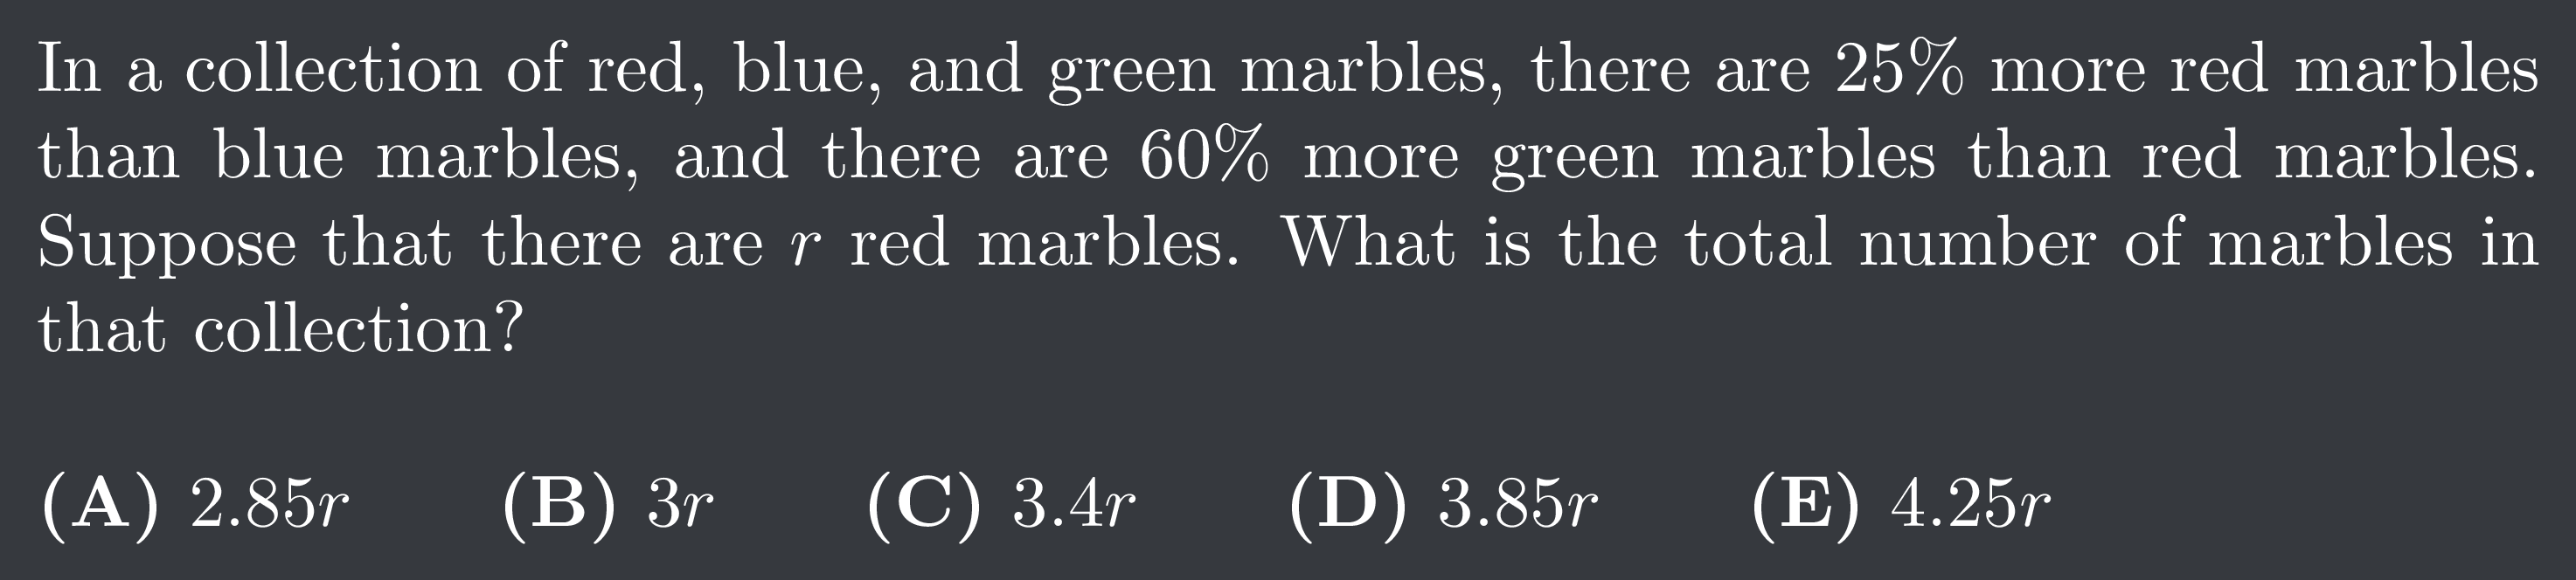 In a collection of red, blue, and green marbles, there are 25% more red marbles
than blue marbles, and there are 60% more green marbles than red marbles.
Suppose that there are r red marbles. What is the total number of marbles in
that collection?
(A) 2.85r (B) 3r (C) 3.4r (D) 3.85r (E) 4.25r